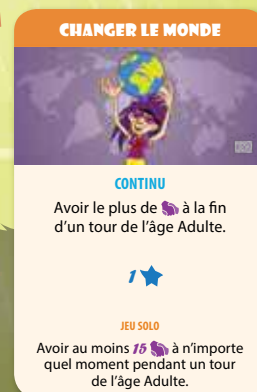 CHANGER LE MONDE
CONTINU
Avoir le plus de à la fin
d'un tour de l'âge Adulte.
1
JEU SOLO
Avoir au moins 15 à n'importe
quel moment pendant un tour
de l'âge Adulte.